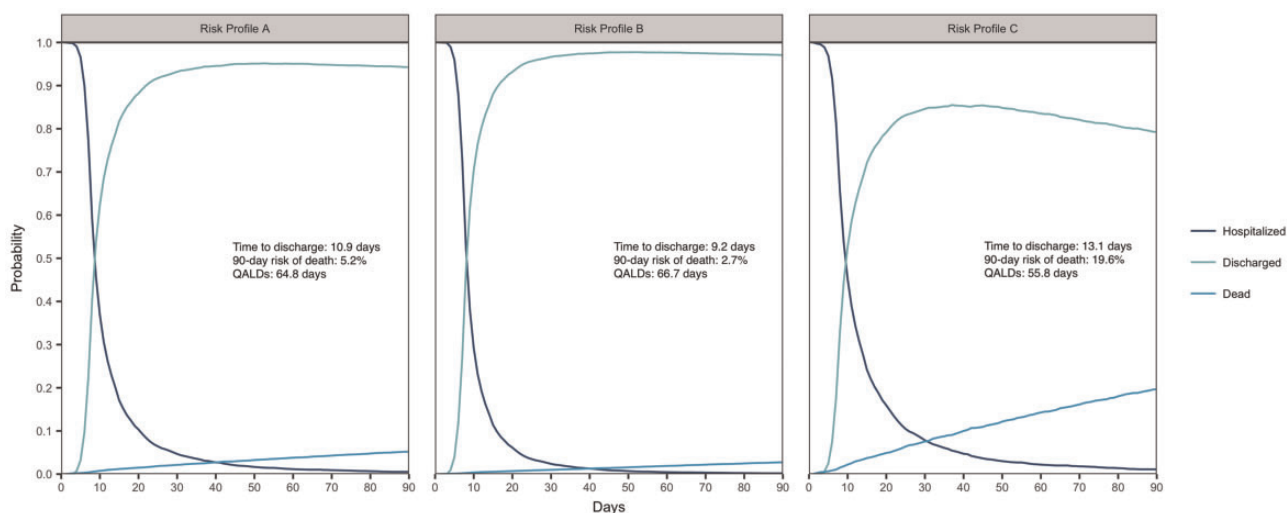 Risk Profile A
Risk Profile B
Risk Profile C
Probability
1.0
0.9
0.8
0.7
0.6
0.5
0.4
0.3
0.2
0.1
0.0
Time to discharge: 10.9 days
90-day risk of death: 5.2%
QALDs: 64.8 days
Time to discharge: 9.2 days
90-day risk of death: 2.7%
QALDs: 66.7 days
Time to discharge: 13.1 days
90-day risk of death: 19.6%
QALDs: 55.8 days
Hospitalized
Discharged
Dead
0 10 20 30 40 50 60 70 80 90
0 10 20 30 40 50 60 70 80 90
0 10 20 30 40 50 60 70 80 90
Days